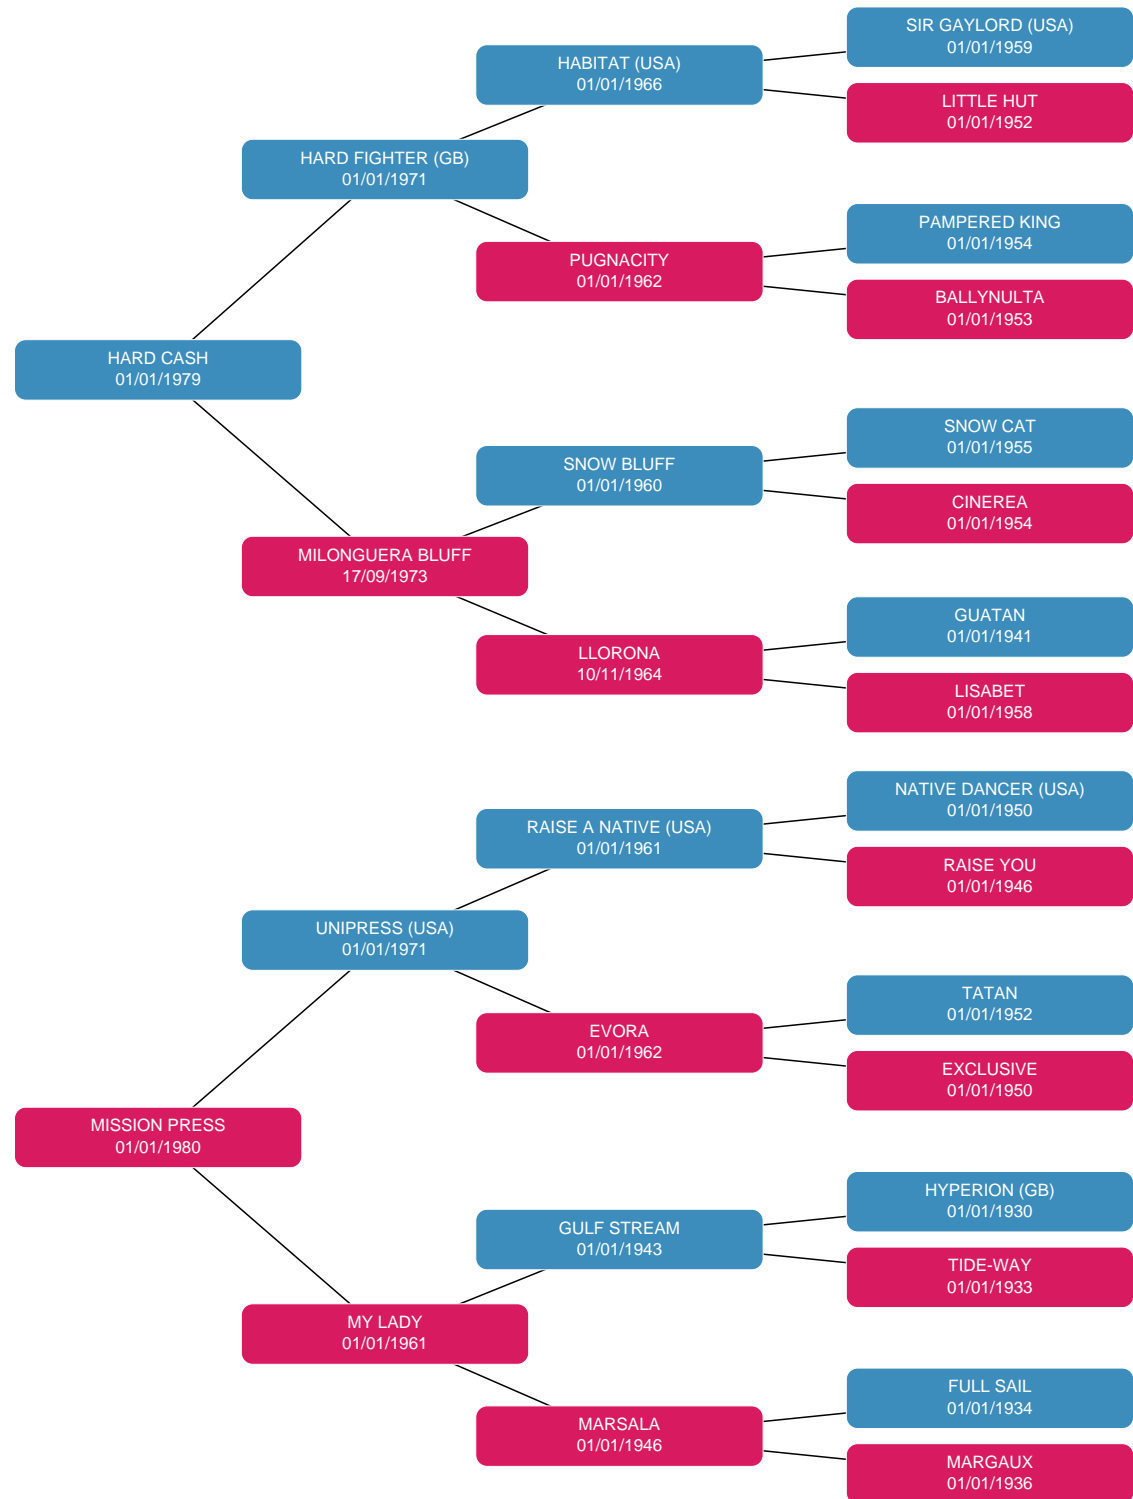 SIR GAYLORD (USA)
01/01/1959
HABITAT (USA)
01/01/1966
LITTLE HUT
01/01/1952
HARD FIGHTER (GB)
01/01/1971
PAMPERED KING
01/01/1954
PUGNACITY
01/01/1962
BALLYNULTA
01/01/1953
HARD CASH
01/01/1979
SNOW CAT
01/01/1955
SNOW BLUFF
01/01/1960
CINEREA
01/01/1954
MILONGUERA BLUFF
17/09/1973
GUATAN
01/01/1941
LLORONA
10/11/1964
LISABET
01/01/1958
NATIVE DANCER (USA)
01/01/1950
RAISE A NATIVE (USA)
01/01/1961
RAISE YOU
01/01/1946
UNIPRESS (USA)
01/01/1971
TATAN
01/01/1952
EVORA
01/01/1962
EXCLUSIVE
01/01/1950
MISSION PRESS
01/01/1980
HYPERION (GB)
01/01/1930
GULF STREAM
01/01/1943
TIDE-WAY
01/01/1933
MY LADY
01/01/1961
FULL SAIL
01/01/1934
MARSALA
01/01/1946
MARGAUX
01/01/1936